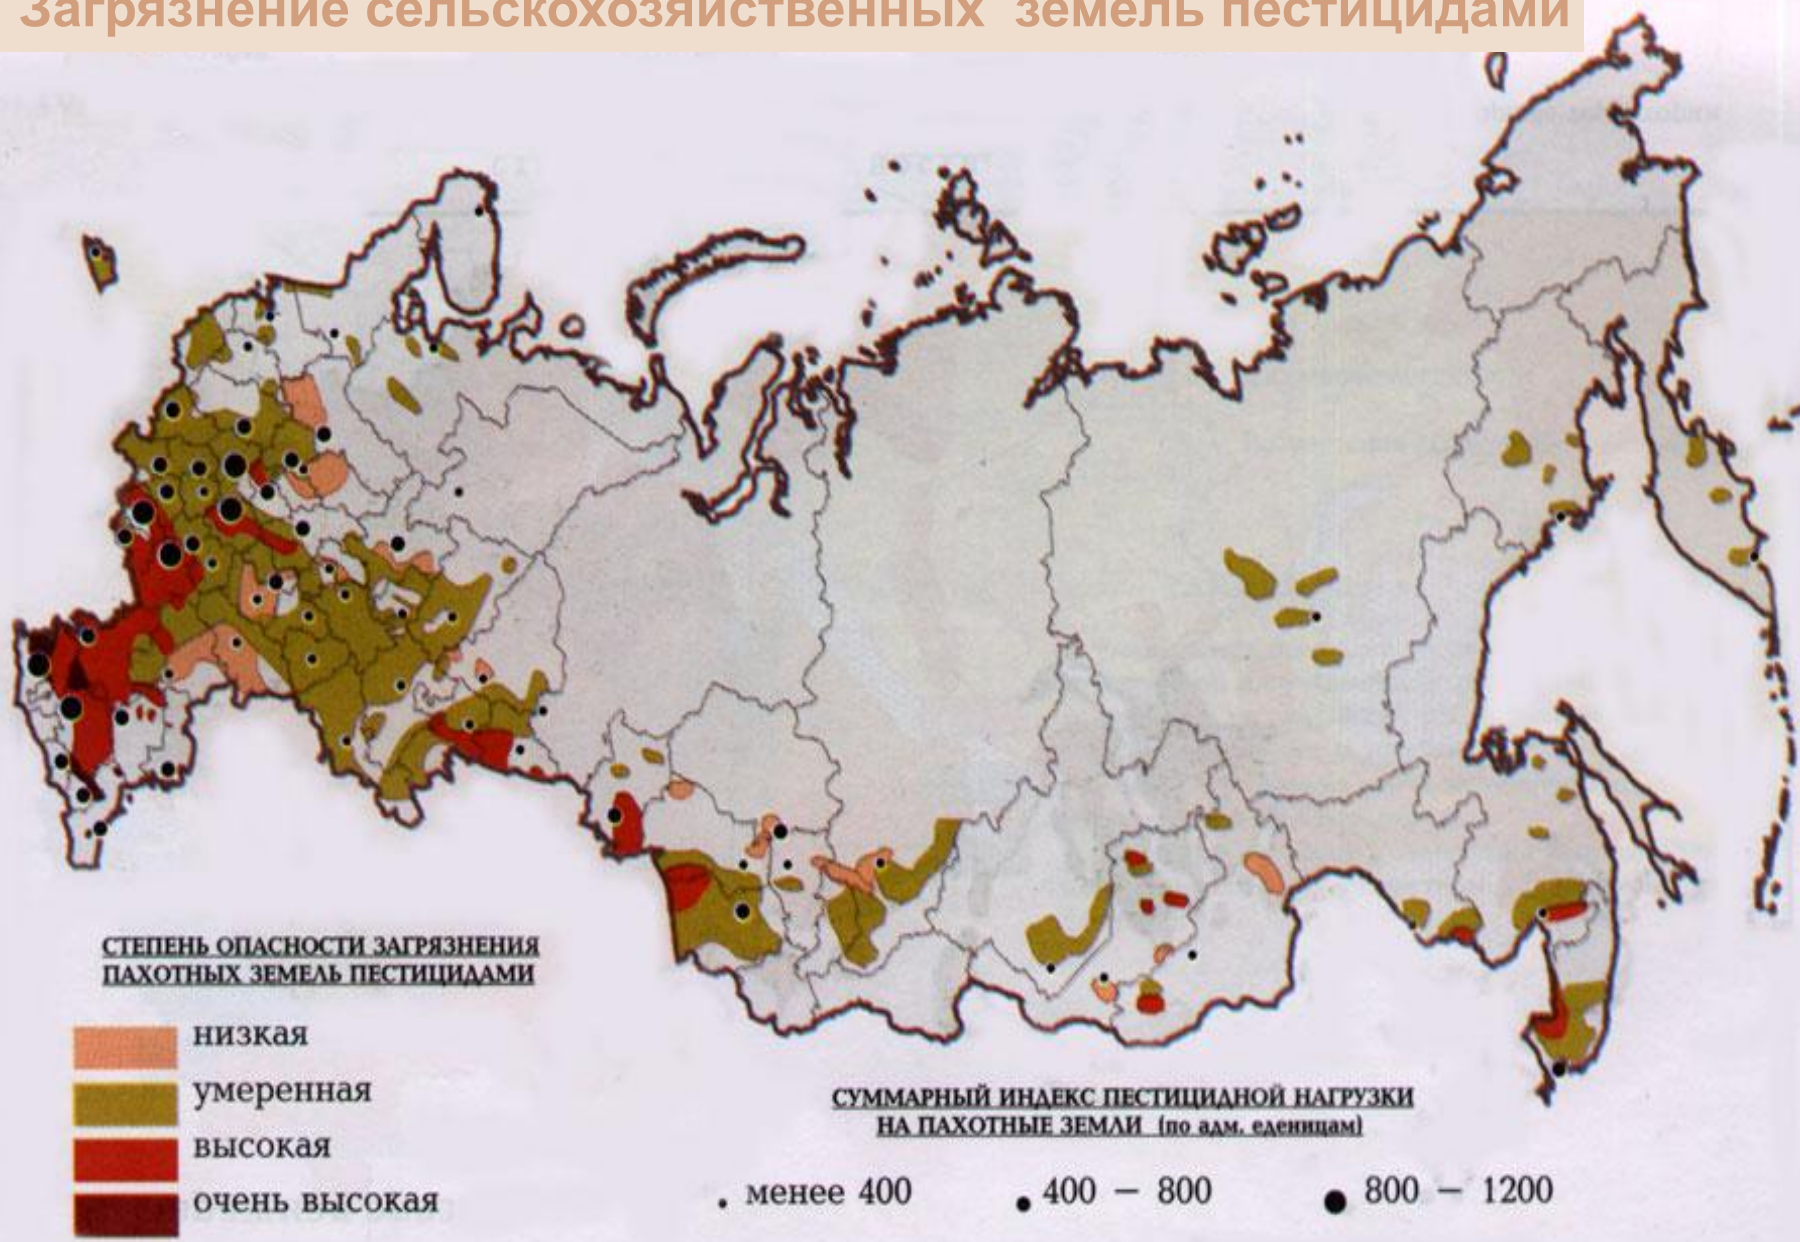 Загрязнение сельскохозяйственных земель пестицидами
СТЕПЕНЬ ОПАСНОСТИ ЗАГРЯЗНЕНИЯ
ПАХОТНЫХ ЗЕМЕЛЬ ПЕСТИЦИДАМИ
низкая
умеренная
высокая
очень высокая
СУММАРНЫЙ ИНДЕКС ПЕСТИЦИДНОЙ НАГРУЗКИ
НА ПАХОТНЫЕ ЗЕМЛИ (по адм. еденицам)
менее 400
400 — 800
800 — 1200